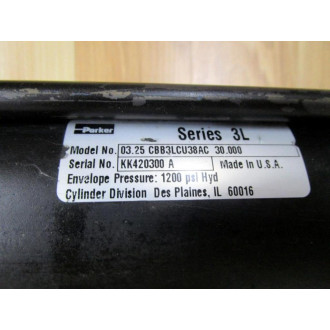 Parker
Series 3L
Model No. 03.25 CBB3LCU38AC 30.000
Serial No. KK420300 A Made in U.S.A.
Envelope Pressure: 1200 psi Hyd
Cylinder Division Des Plaines, IL 60016